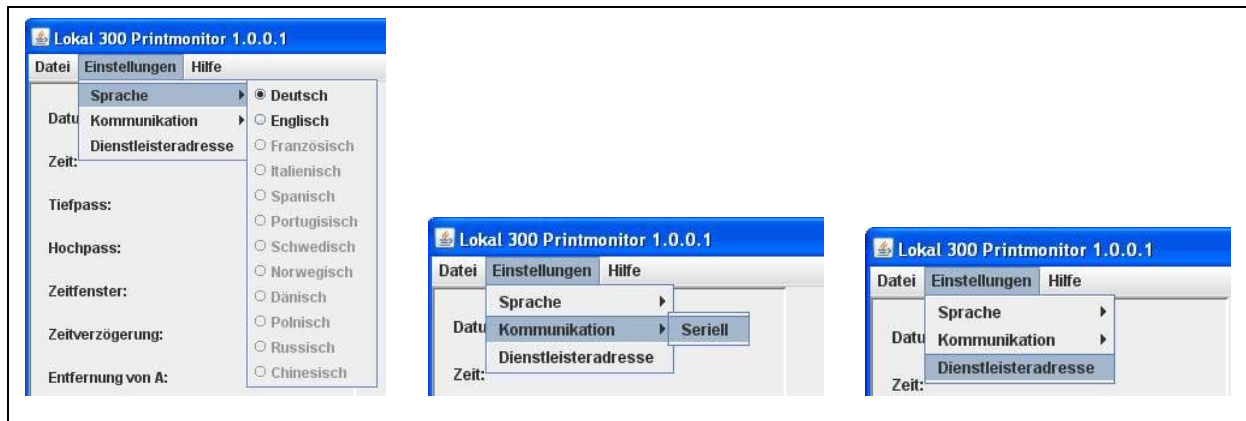 Lokal 300 Printmonitor 1.0.0.1
Datei Einstellungen Hilfe
Sprache
Kommunikation
Dienstleisteradresse
Deutsch
Englisch
Französisch
Italienisch
Spanisch
Portugisisch
Schwedisch
Norwegisch
Dänisch
Polnisch
Russisch
Chinesisch
Datu
Zeit:
Tiefpass:
Hochpass:
Zeitfenster:
Zeitverzögerung:
Entfernung von A:
Lokal 300 Printmonitor 1.0.0.1
Datei Einstellungen Hilfe
Sprache
Kommunikation
Seriell
Dienstleisteradresse
Datu
Zeit:
Lokal 300 Printmonitor 1.0.0.1
Datei Einstellungen Hilfe
Sprache
Kommunikation
Dienstleisteradresse
Datu
Zeit: